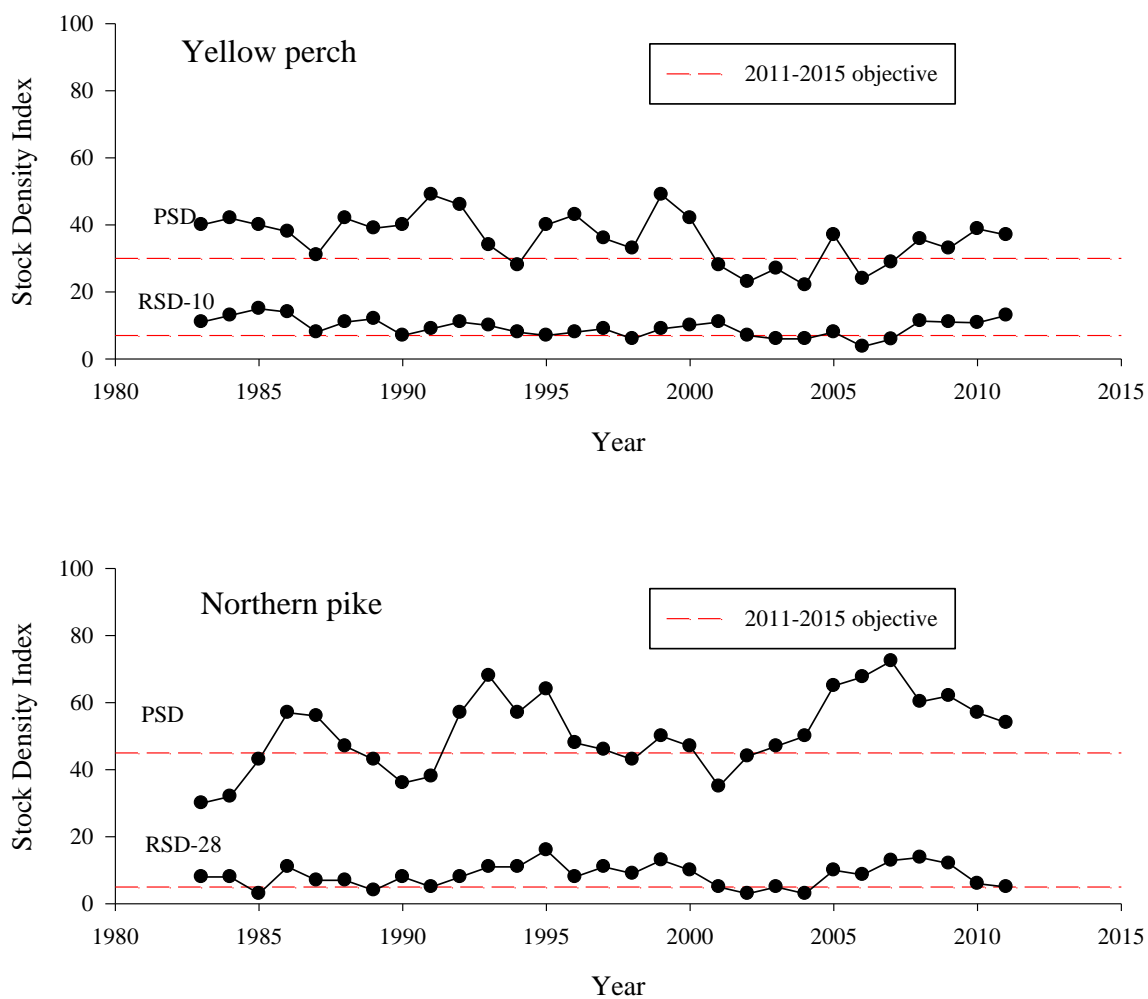 100
Yellow perch
2011-2015 objective
80
60
40
20
0
PSD
RSD-10
Stock Density Index
1980 1985 1990 1995 2000 2005 2010 2015
Year
100
Northern pike
2011-2015 objective
80
60
40
20
0
PSD
RSD-28
Stock Density Index
1980 1985 1990 1995 2000 2005 2010 2015
Year